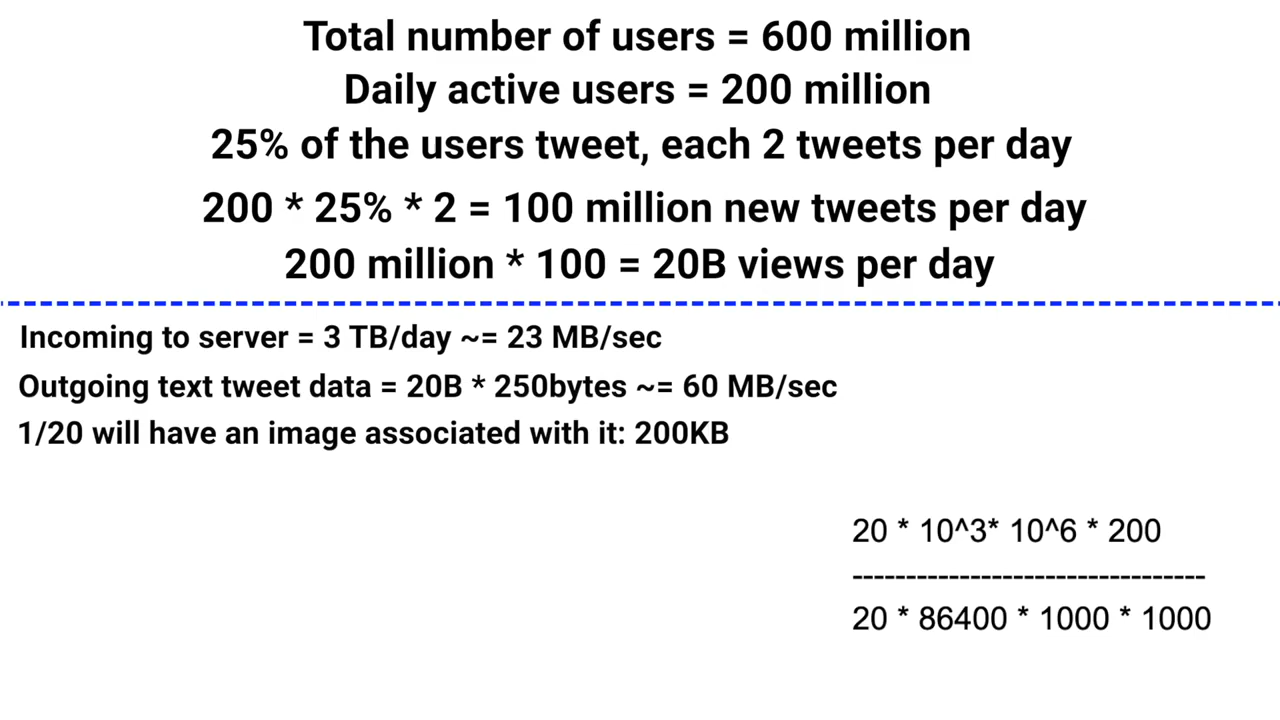 Total number of users = 600 million
Daily active users = 200 million
25% of the users tweet, each 2 tweets per day
200 * 25% * 2 = 100 million new tweets per day
200 million * 100 = 20B views per day
Incoming to server = 3 TB/day ~= 23 MB/sec
Outgoing text tweet data = 20B * 250bytes ~= 60 MB/sec
1/20 will have an image associated with it: 200KB
20 * 10^3* 10^6 * 200
---------------------------------
20 * 86400 * 1000 * 1000